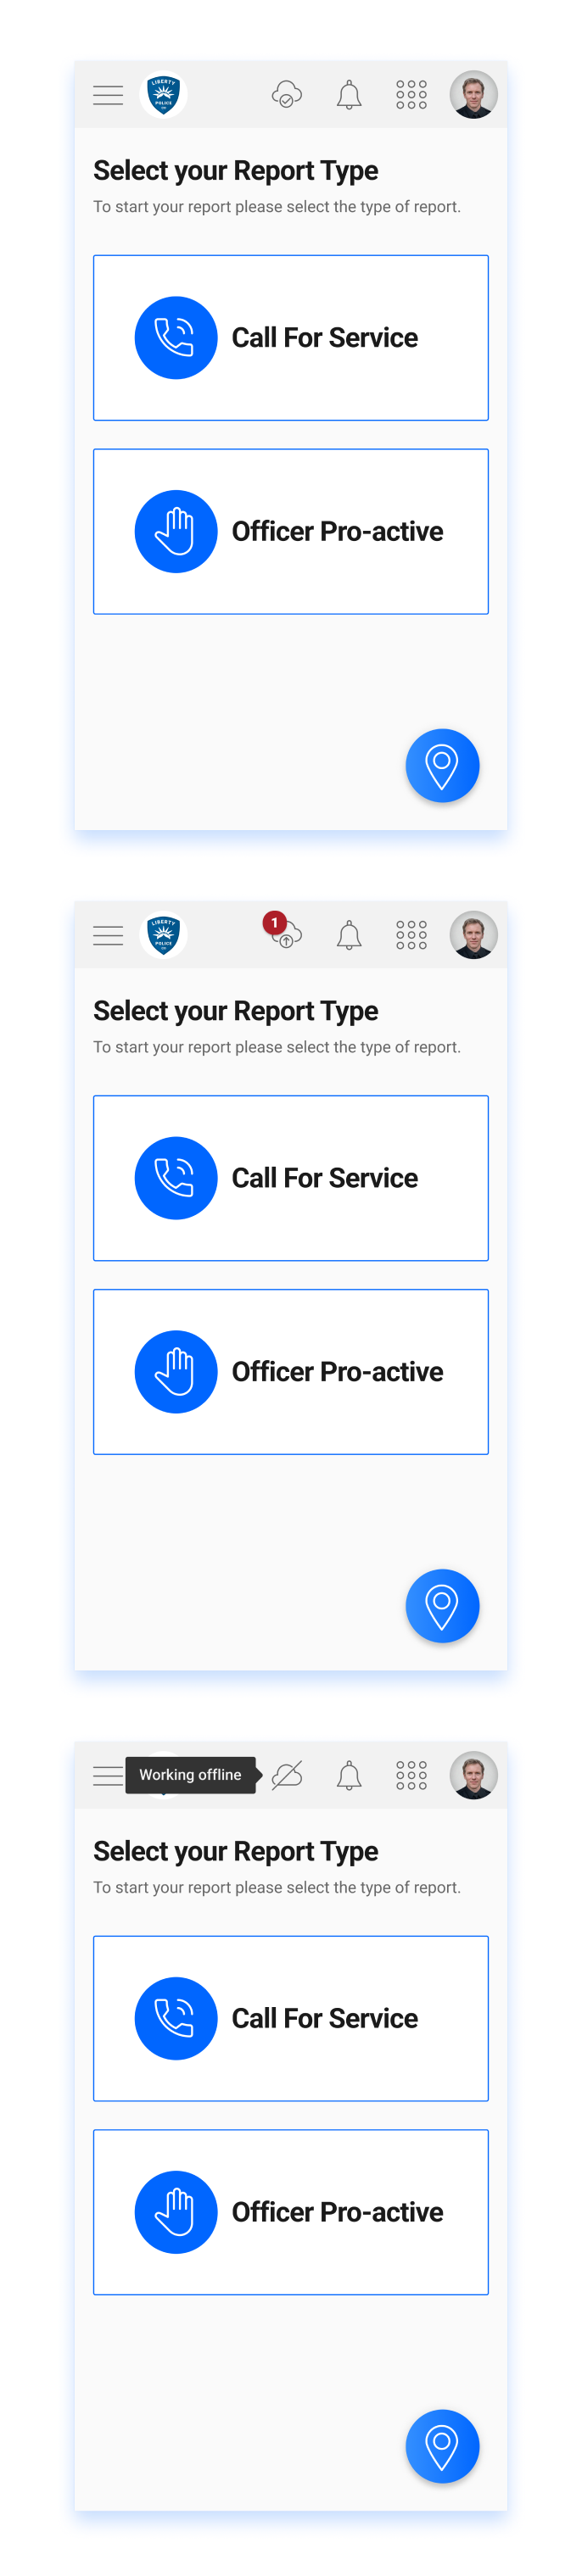 LIBERTY
POLICE
Select your Report Type
To start your report please select the type of report.
Call For Service
Officer Pro-active
LIBERTY
POLICE
1
Select your Report Type
To start your report please select the type of report.
Call For Service
Officer Pro-active
Working offline
Select your Report Type
To start your report please select the type of report.
Call For Service
Officer Pro-active